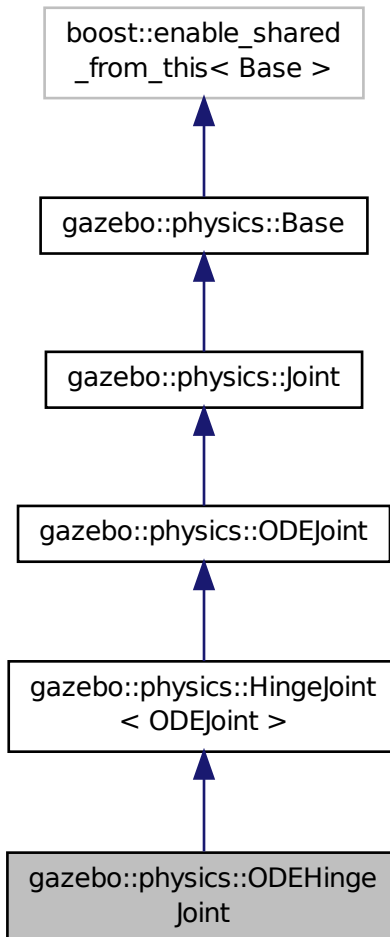 boost::enable_shared
_from_this< Base >
gazebo::physics::Base
gazebo::physics::Joint
gazebo::physics::ODEJoint
gazebo::physics::HingeJoint
< ODEJoint >
gazebo::physics::ODEHinge
Joint